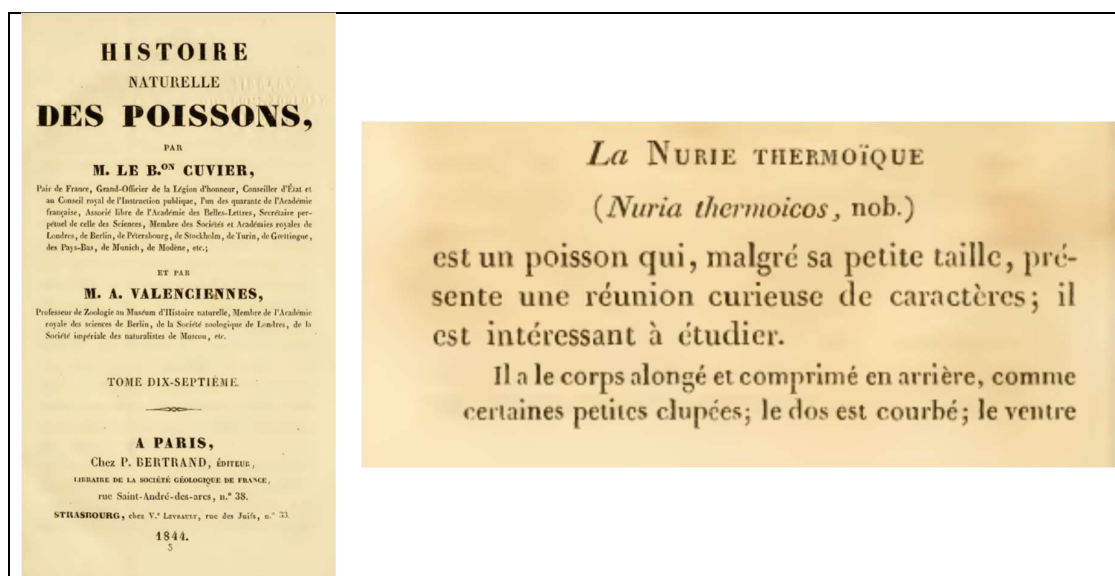 HISTOIRE
NATURELLE
DES POISSONS,
PAR
M. LE B.ON CUVIER,
Pair de France, Grand-Officier de la Légion d'honneur, Conseiller d'État et
au Conseil royal de l'Instruction publique, l'un des quarante de l'Académie
française, Associé libre de l'Académie des Belles-Lettres, Secrétaire per-
pétuel de celle des Sciences, Membre des Sociétés et Académies royales de
Londres, de Berlin, de Pétersbourg, de Stockholm, de Turin, de Gœttingue,
des Pays-Bas, de Munich, de Modène, etc.;
ET PAR
M. A. VALENCIENNES,
Professeur de Zoologie au Muséum d'Histoire naturelle, Membre de l'Académie
royale des sciences de Berlin, de la Société zoologique de Londres, de la
Société impériale des naturalistes de Moscou, etc.
TOME DIX-SEPTIÈME.
A PARIS,
Chez P. BERTRAND, ÉDITEUR,
LIBRAIRE DE LA SOCIÉTÉ GÉOLOGIQUE DE FRANCE,
rue Saint-André-des-arcs, n.° 38.
STRASBOURG, chez V.e LEVRAULT, rue des Juifs, n.° 33.
1844.
5
La NURIE THERMOÏQUE
(Nuria thermoicos, nob.)
est un poisson qui, malgré sa petite taille, pré-
sente une réunion curieuse de caractères; il
est intéressant à étudier.
Il a le corps alongé et comprimé en arrière, comme
certaines petites clupées; le dos est courbé; le ventre